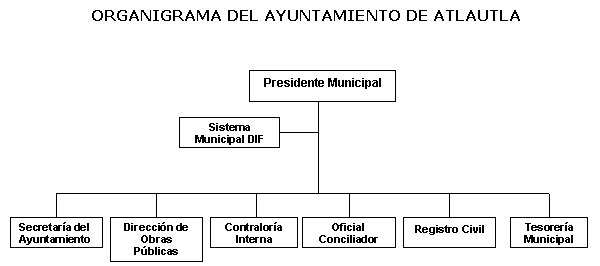 ORGANIGRAMA DEL AYUNTAMIENTO DE ATLAUTLA
Presidente Municipal
Sistema
Municipal DIF
Secretaría del
Ayuntamiento
Dirección de
Obras
Públicas
Contraloría
Interna
Oficial
Conciliador
Registro Civil
Tesorería
Municipal